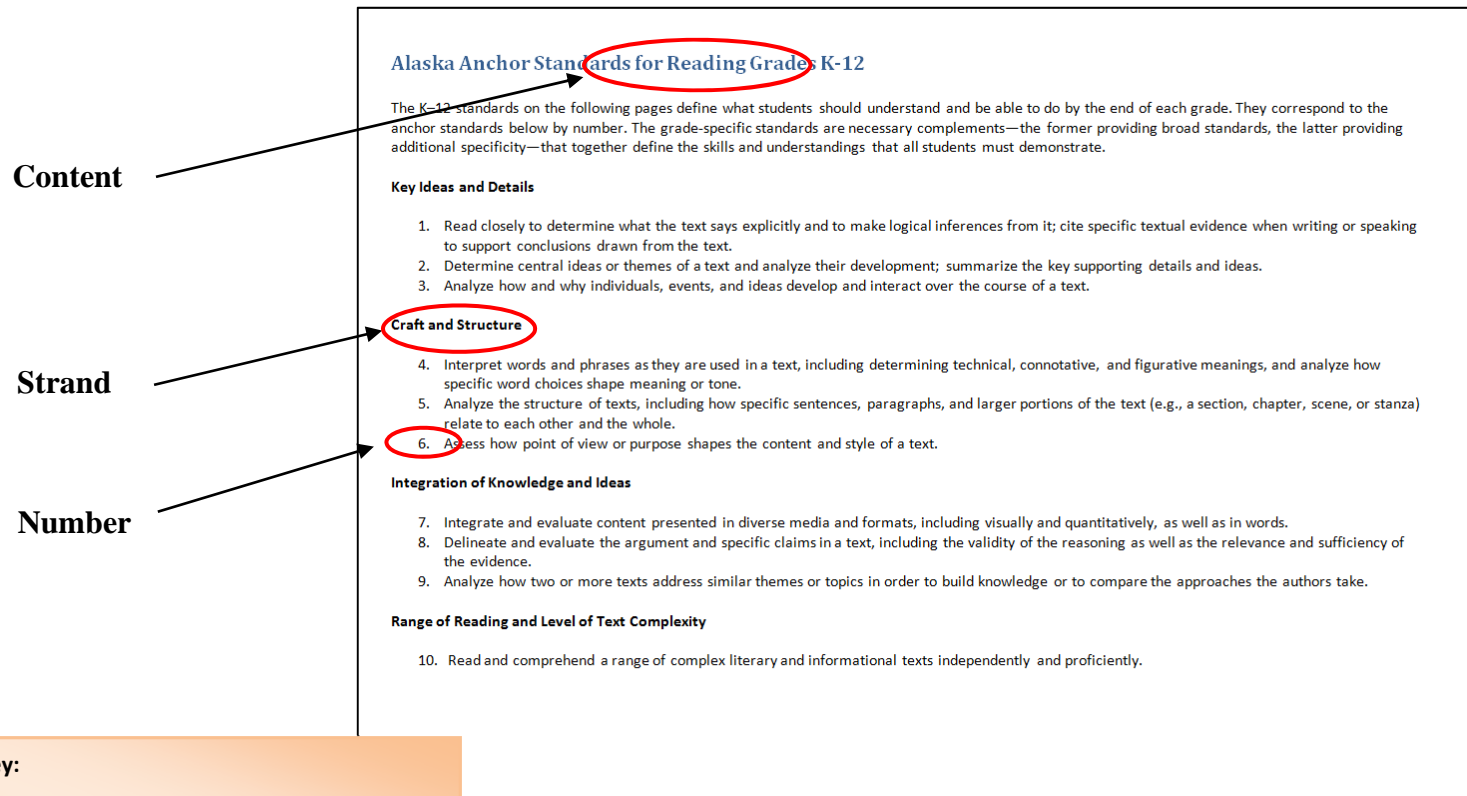 Alaska Anchor Standards for Reading Grades K-12
The K–12 standards on the following pages define what students should understand and be able to do by the end of each grade. They correspond to the
anchor standards below by number. The grade-specific standards are necessary complements—the former providing broad standards, the latter providing
additional specificity—that together define the skills and understandings that all students must demonstrate.
Content
Key Ideas and Details
1. Read closely to determine what the text says explicitly and to make logical inferences from it; cite specific textual evidence when writing or speaking
to support conclusions drawn from the text.
2. Determine central ideas or themes of a text and analyze their development; summarize the key supporting details and ideas.
3. Analyze how and why individuals, events, and ideas develop and interact over the course of a text.
Craft and Structure
Strand
4. Interpret words and phrases as they are used in a text, including determining technical, connotative, and figurative meanings, and analyze how
specific word choices shape meaning or tone.
5. Analyze the structure of texts, including how specific sentences, paragraphs, and larger portions of the text (e.g., a section, chapter, scene, or stanza)
relate to each other and the whole.
6. Assess how point of view or purpose shapes the content and style of a text.
Number
Integration of Knowledge and Ideas
7. Integrate and evaluate content presented in diverse media and formats, including visually and quantitatively, as well as in words.
8. Delineate and evaluate the argument and specific claims in a text, including the validity of the reasoning as well as the relevance and sufficiency of
the evidence.
9. Analyze how two or more texts address similar themes or topics in order to build knowledge or to compare the approaches the authors take.
Range of Reading and Level of Text Complexity
10. Read and comprehend a range of complex literary and informational texts independently and proficiently.